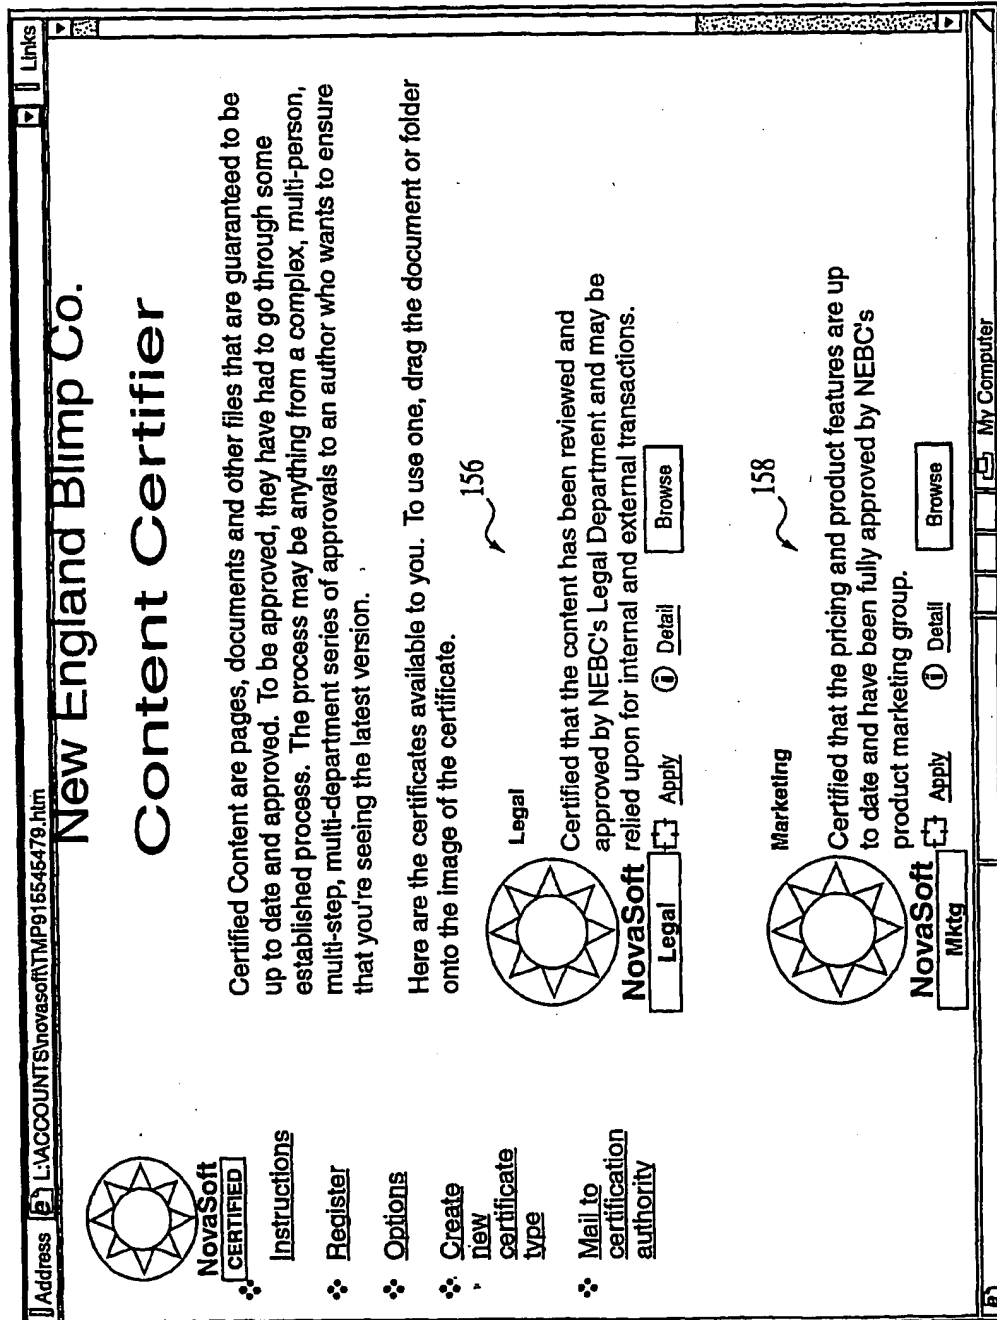 Address L:\ACCOUNTS\novasoft\TMP915545479.htm Links
New England Blimp Co.
Content Certifier
NovaSoft
CERTIFIED
Instructions
Register
Options
Create
new
certificate
type
Mail to
certification
authority
Certified Content are pages, documents and other files that are guaranteed to be
up to date and approved. To be approved, they have had to go through some
established process. The process may be anything from a complex, multi-person,
multi-step, multi-department series of approvals to an author who wants to ensure
that you're seeing the latest version.
Here are the certificates available to you. To use one, drag the document or folder
onto the image of the certificate.
156
Legal
Certified that the content has been reviewed and
approved by NEBC's Legal Department and may be
relied upon for internal and external transactions.
NovaSoft
Legal
Apply Detail Browse
158
Marketing
Certified that the pricing and product features are up
to date and have been fully approved by NEBC's
product marketing group.
NovaSoft
Mktg
Apply Detail Browse
My Computer